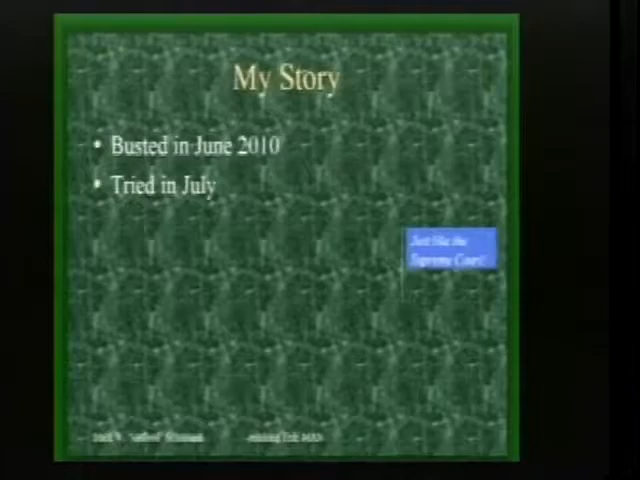 My Story
• Busted in June 2010
• Tried in July
Just like the
Supreme Court!